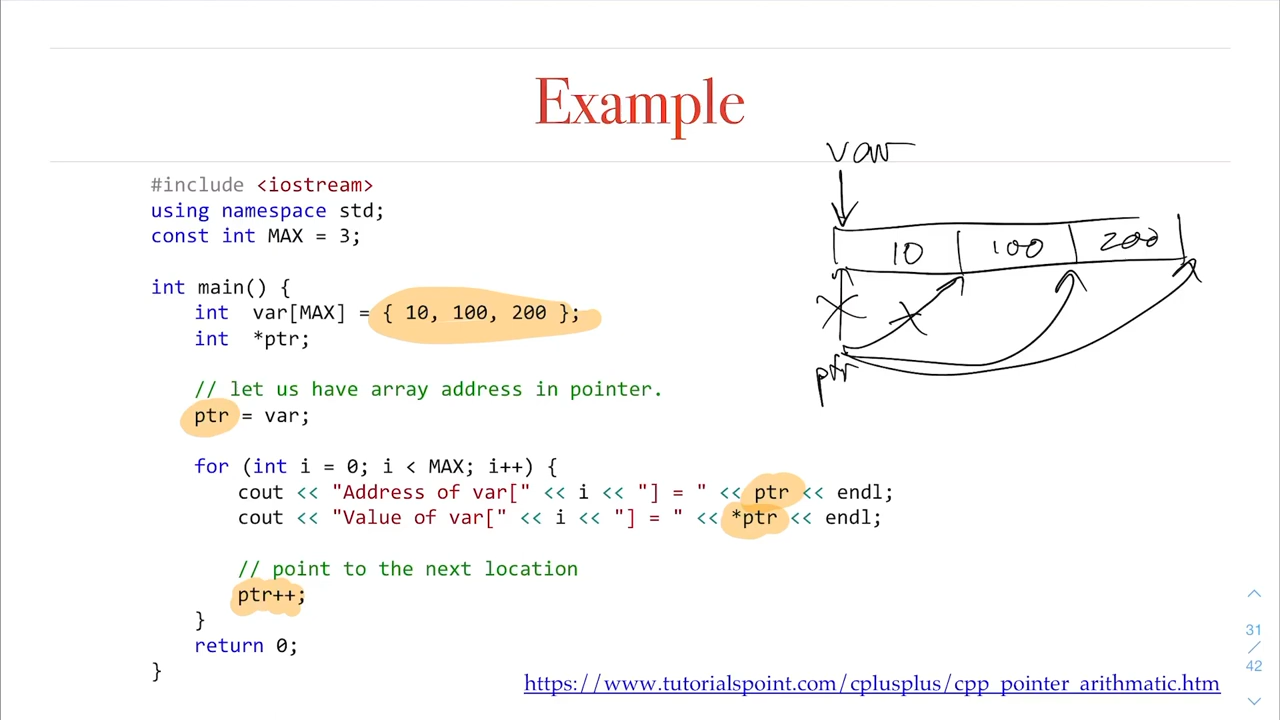 Example
#include <iostream>
using namespace std;
const int MAX = 3;
int main() {
int  var[MAX] = { 10, 100, 200 };
int  *ptr;
// let us have array address in pointer.
ptr = var;
for (int i = 0; i < MAX; i++) {
cout << "Address of var[" << i << "] = " << ptr << endl;
cout << "Value of var[" << i << "] = " << *ptr << endl;
// point to the next location
ptr++;
}
return 0;
}
var
10 100 200
ptr
https://www.tutorialspoint.com/cplusplus/cpp_pointer_arithmatic.htm
31
/
42